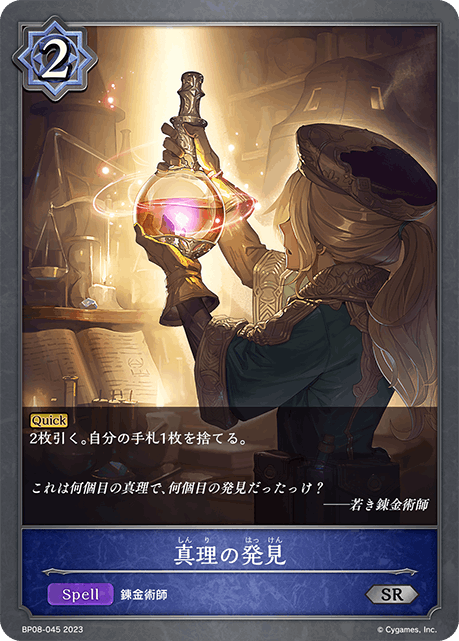 2
Quick
2枚引く。自分の手札1枚を捨てる。
これは何個目の真理で、何個目の発見だったっけ?
――若き錬金術師
しんり はっけん
真理の発見
Spell 錬金術師 SR
BP08-045 2023 © Cygames, Inc.